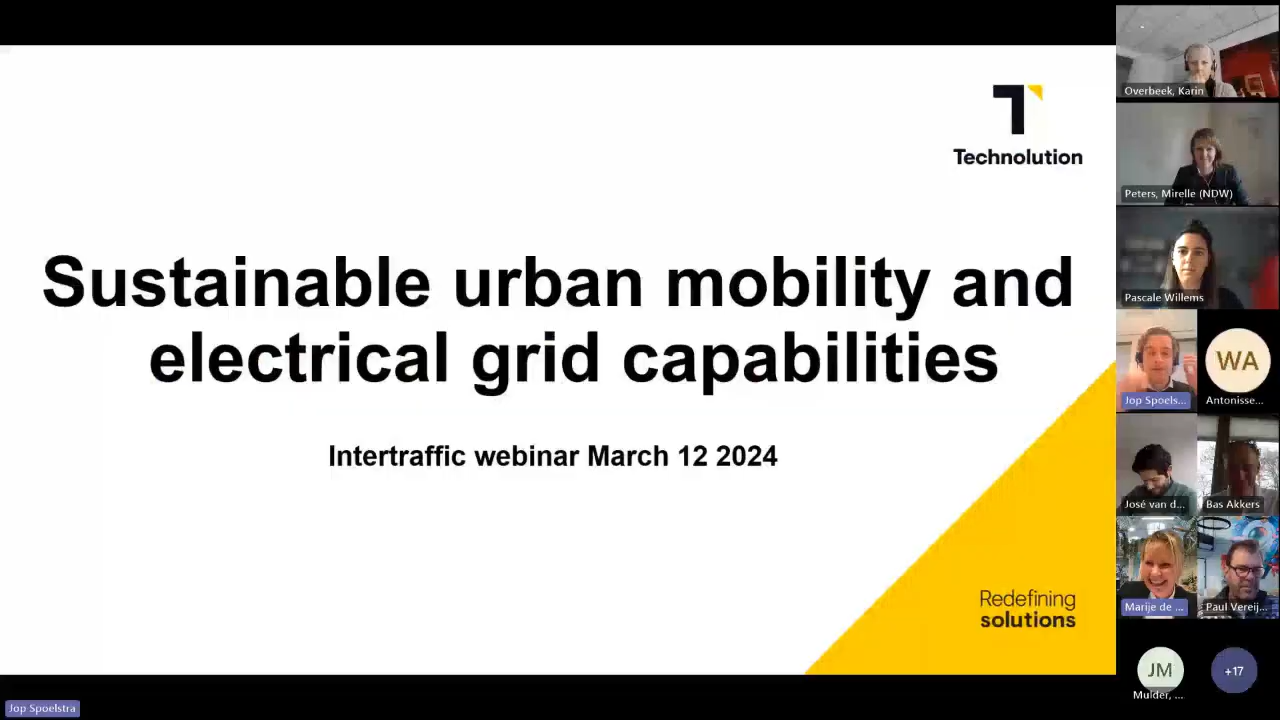 Technolution
Sustainable urban mobility and
electrical grid capabilities
Intertraffic webinar March 12 2024
Redefining
solutions
Jop Spoelstra
Overbeek, Karin
Peters, Mirelle (NDW)
Pascale Willems
Jop Spoels...
WA
Antonisse...
José van d...
Bas Akkers
Marije de ...
Paul Vereij...
JM
Mulder, ...
+17